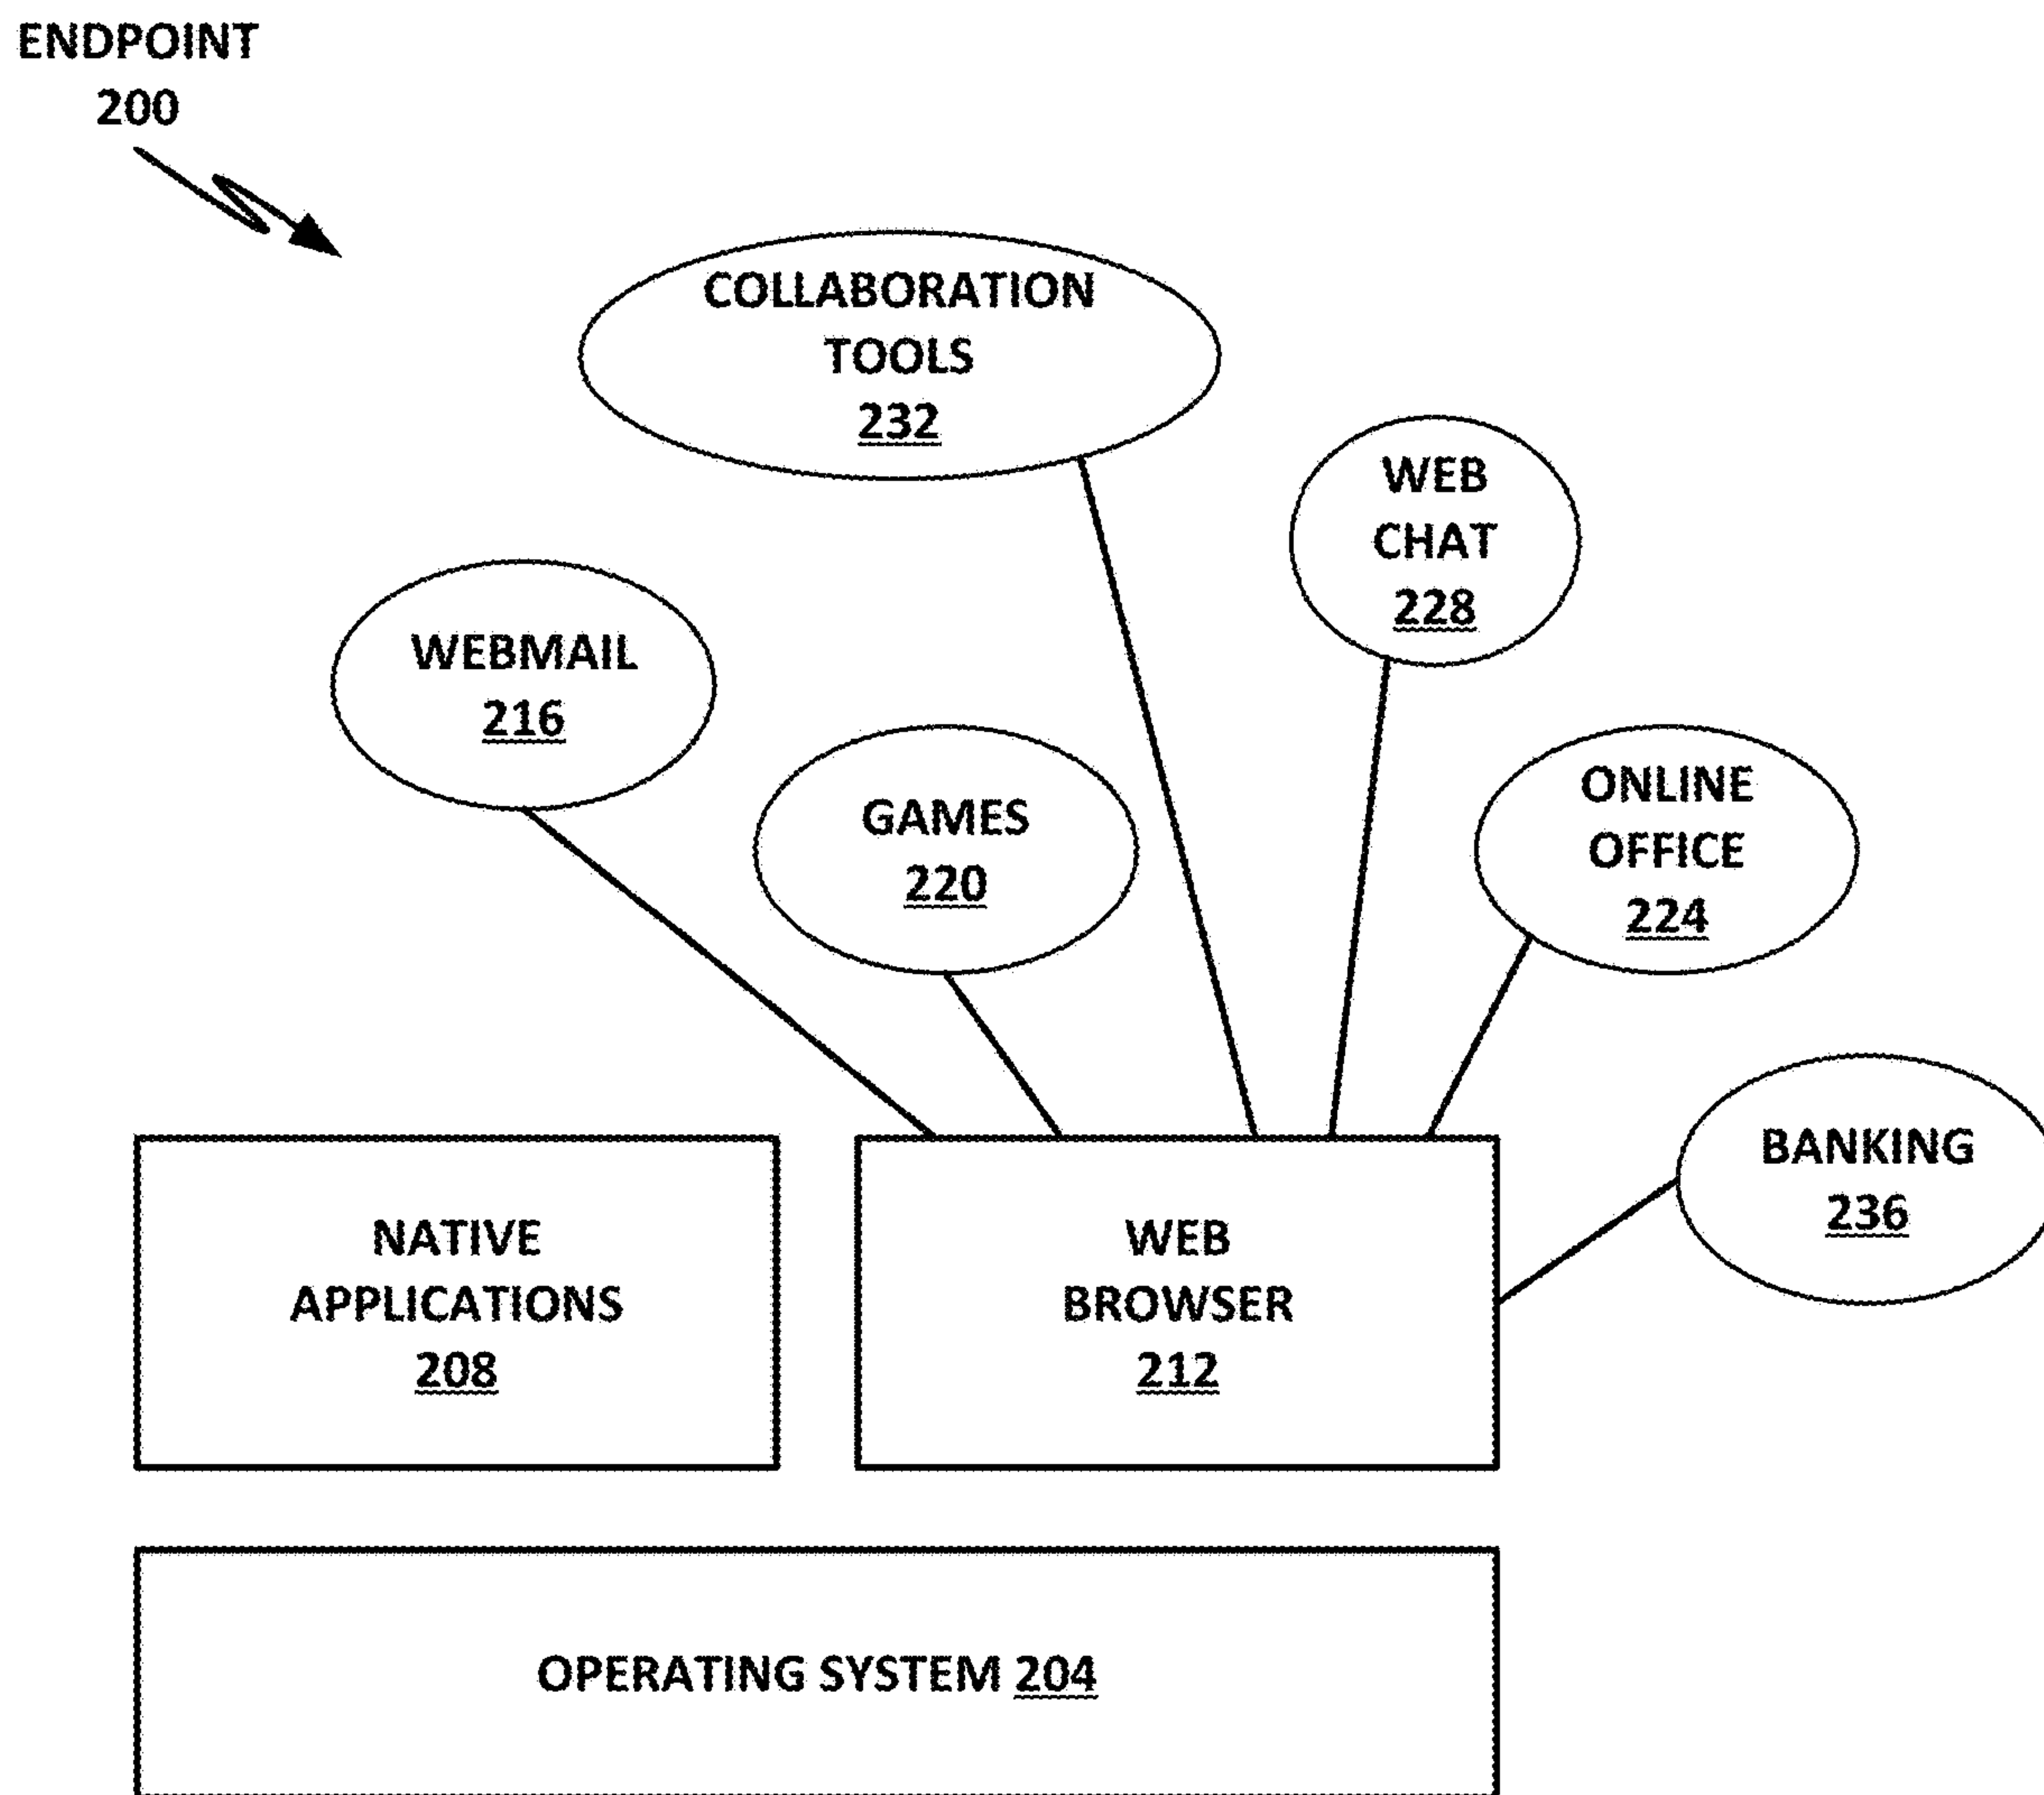 ENDPOINT
200
COLLABORATION
TOOLS
232
WEB
CHAT
228
WEBMAIL
216
GAMES
220
ONLINE
OFFICE
224
BANKING
236
NATIVE
APPLICATIONS
208
WEB
BROWSER
212
OPERATING SYSTEM 204